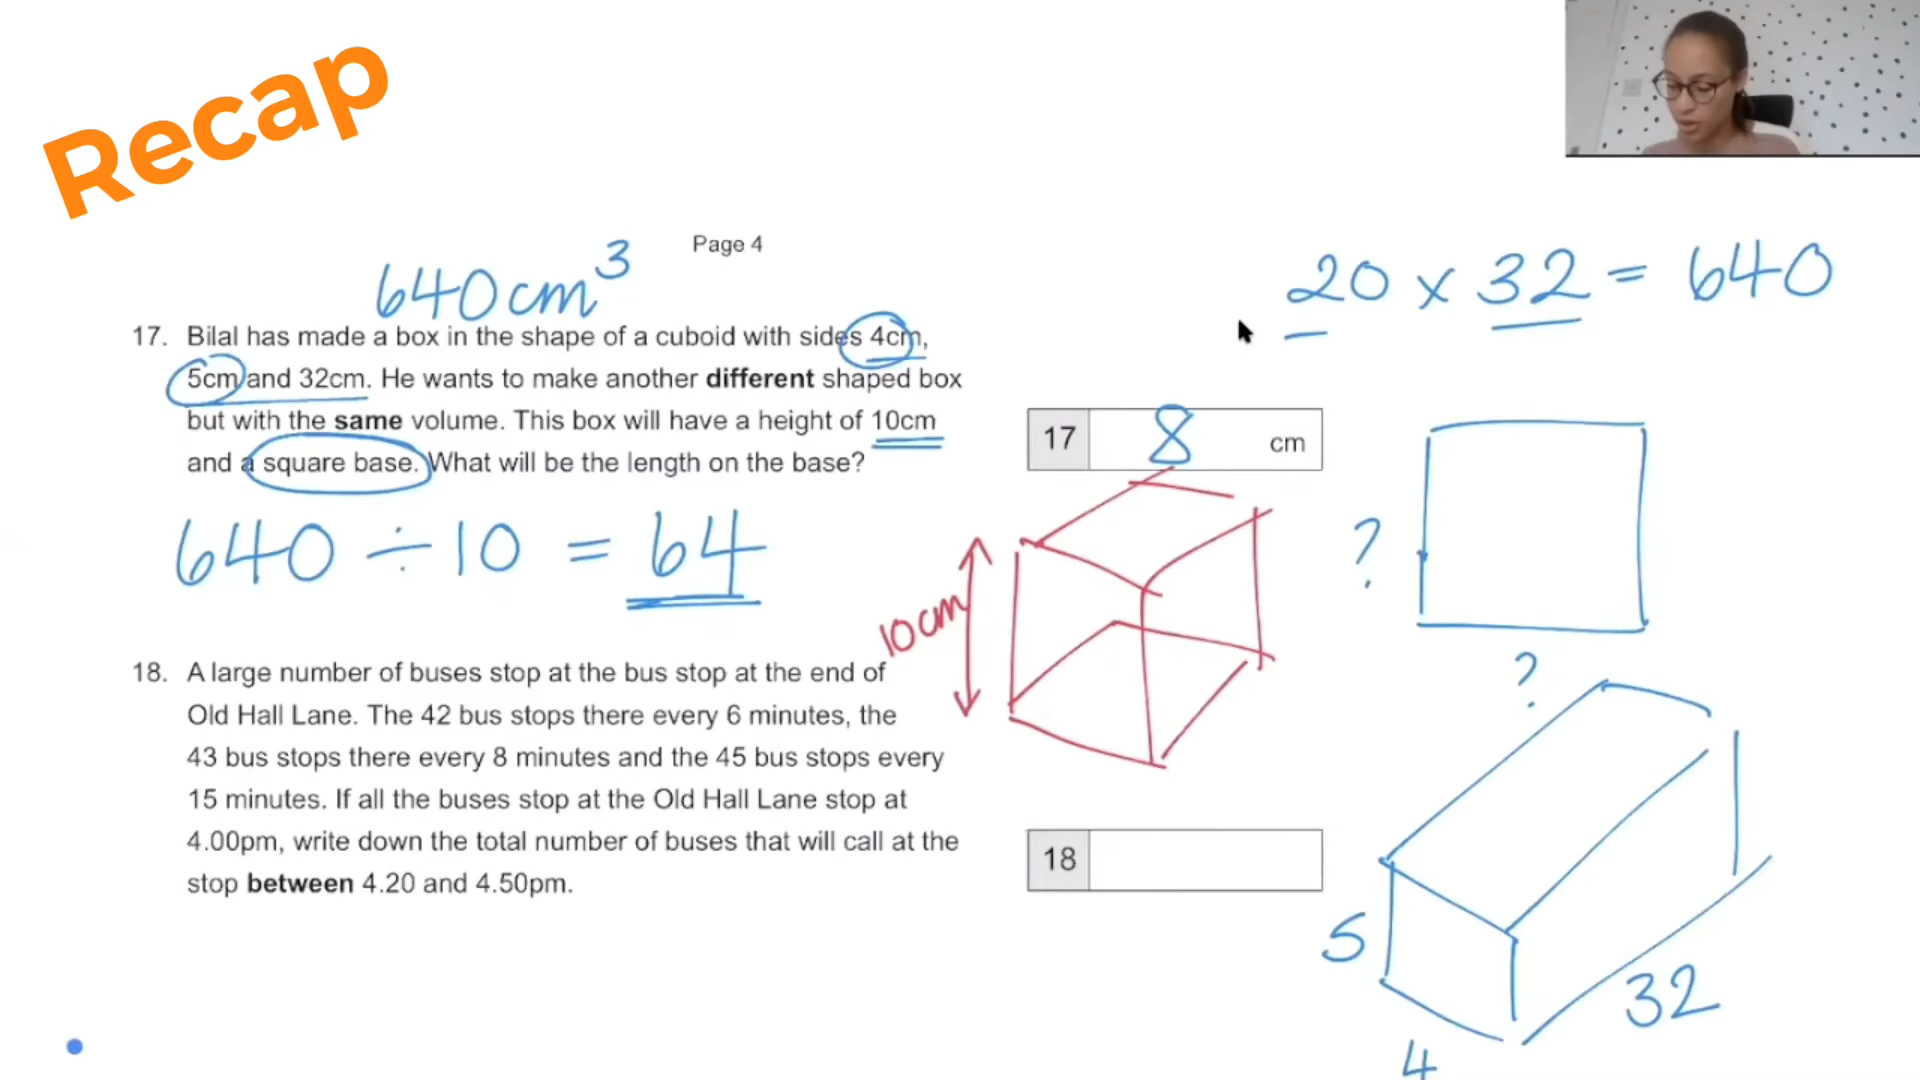 Recap
Page 4
640cm³
20 x 32 = 640
17. Bilal has made a box in the shape of a cuboid with sides 4cm,
5cm and 32cm. He wants to make another different shaped box
but with the same volume. This box will have a height of 10cm
and a square base. What will be the length on the base?
17 8 cm
640 ÷ 10 = 64
10cm
?
?
18. A large number of buses stop at the bus stop at the end of
Old Hall Lane. The 42 bus stops there every 6 minutes, the
43 bus stops there every 8 minutes and the 45 bus stops every
15 minutes. If all the buses stop at the Old Hall Lane stop at
4.00pm, write down the total number of buses that will call at the
stop between 4.20 and 4.50pm.
18
5
32
4